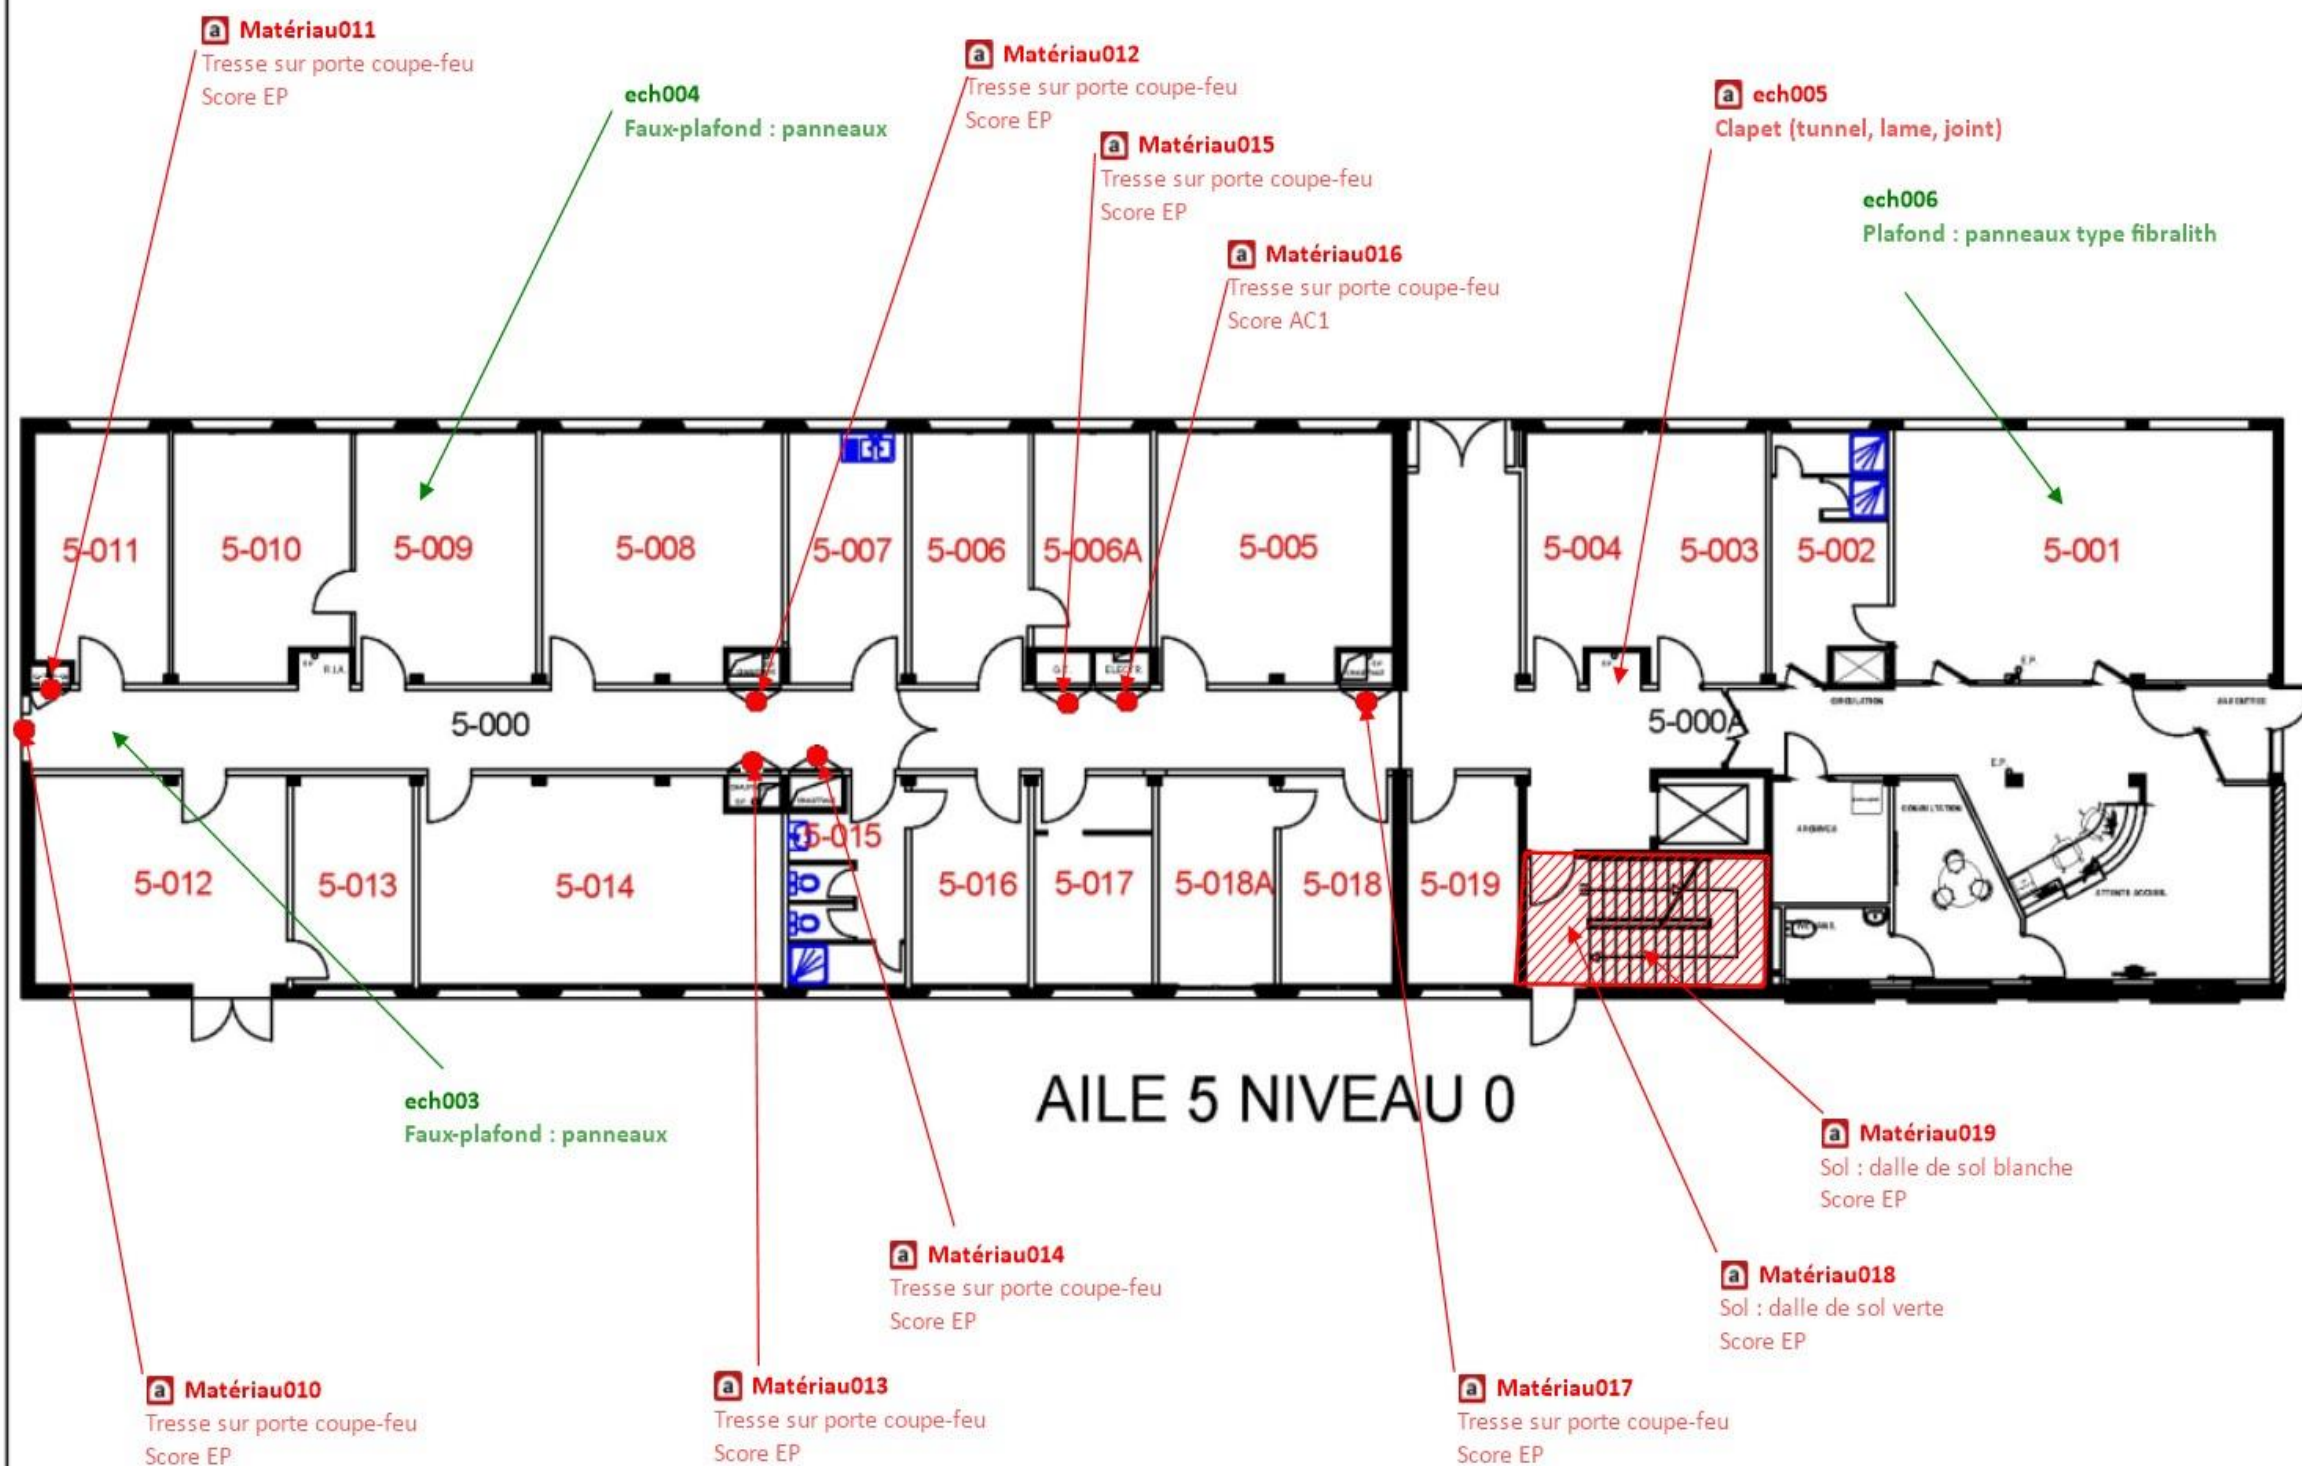 a Matériau011
Tresse sur porte coupe-feu
Score EP
ech004
Faux-plafond : panneaux
a Matériau012
Tresse sur porte coupe-feu
Score EP
a Matériau015
Tresse sur porte coupe-feu
Score EP
a Matériau016
Tresse sur porte coupe-feu
Score AC1
a ech005
Clapet (tunnel, lame, joint)
ech006
Plafond : panneaux type fibralith
5-011
5-010
5-009
5-008
5-007
5-006
5-006A
5-005
5-004
5-003
5-002
5-001
R.I.A.
ELECTR.
E.P.
5-000
5-000A
CIRCULATION
E.P.
5-012
5-013
5-014
5-015
5-016
5-017
5-018A
5-018
5-019
ARCHIVES
CONSULTATION
ATTENTE ACCUEIL
AILE 5 NIVEAU 0
ech003
Faux-plafond : panneaux
a Matériau019
Sol : dalle de sol blanche
Score EP
a Matériau014
Tresse sur porte coupe-feu
Score EP
a Matériau018
Sol : dalle de sol verte
Score EP
a Matériau010
Tresse sur porte coupe-feu
Score EP
a Matériau013
Tresse sur porte coupe-feu
Score EP
a Matériau017
Tresse sur porte coupe-feu
Score EP